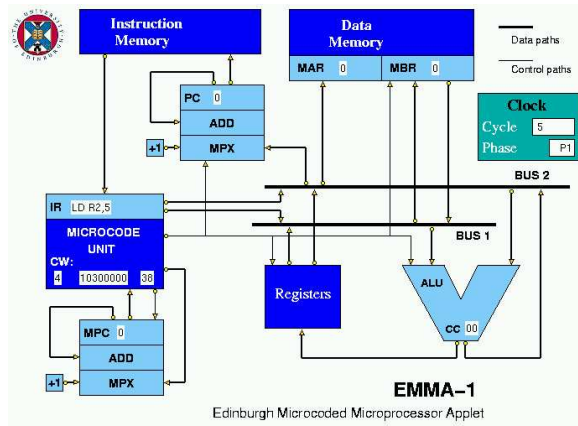 Instruction
Memory
Data
Memory
MAR 0
MBR 0
Data paths
Control paths
PC 0
ADD
+1
MPX
Clock
Cycle 5
Phase P1
BUS 2
IR LD R2,5
MICROCODE
UNIT
CW:
4 10300000 36
BUS 1
Registers
ALU
CC 00
MPC 0
ADD
+1
MPX
EMMA-1
Edinburgh Microcoded Microprocessor Applet